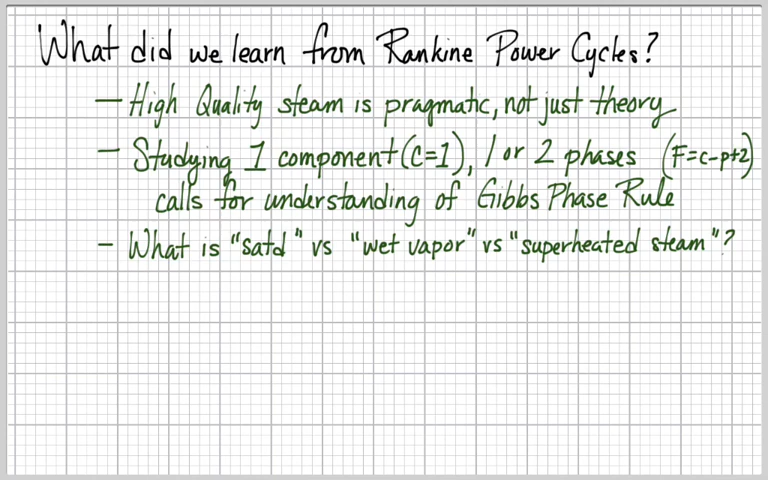 What did we learn from Rankine Power Cycles?
— High Quality steam is pragmatic, not just theory
— Studying 1 component (C=1), 1 or 2 phases (F=c-p+2)
calls for understanding of Gibbs Phase Rule
- What is "satd" vs "wet vapor" vs "superheated steam"?